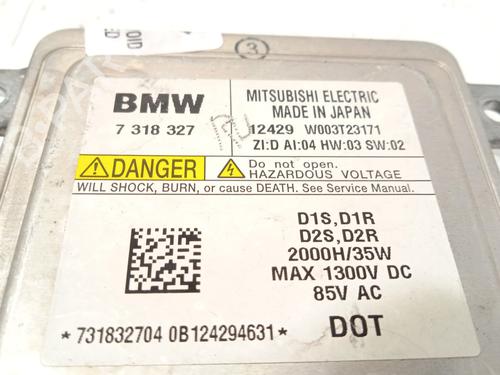 3
BMW
7 318 327
MITSUBISHI ELECTRIC
MADE IN JAPAN
12429 W003T23171
ZI:D AI:04 HW:03 SW:02
DANGER
Do not open.
HAZARDOUS VOLTAGE
WILL SHOCK, BURN, or cause DEATH. See Service Manual.
D1S,D1R
D2S,D2R
2000H/35W
MAX 1300V DC
85V AC
*731832704 0B124294631*
DOT